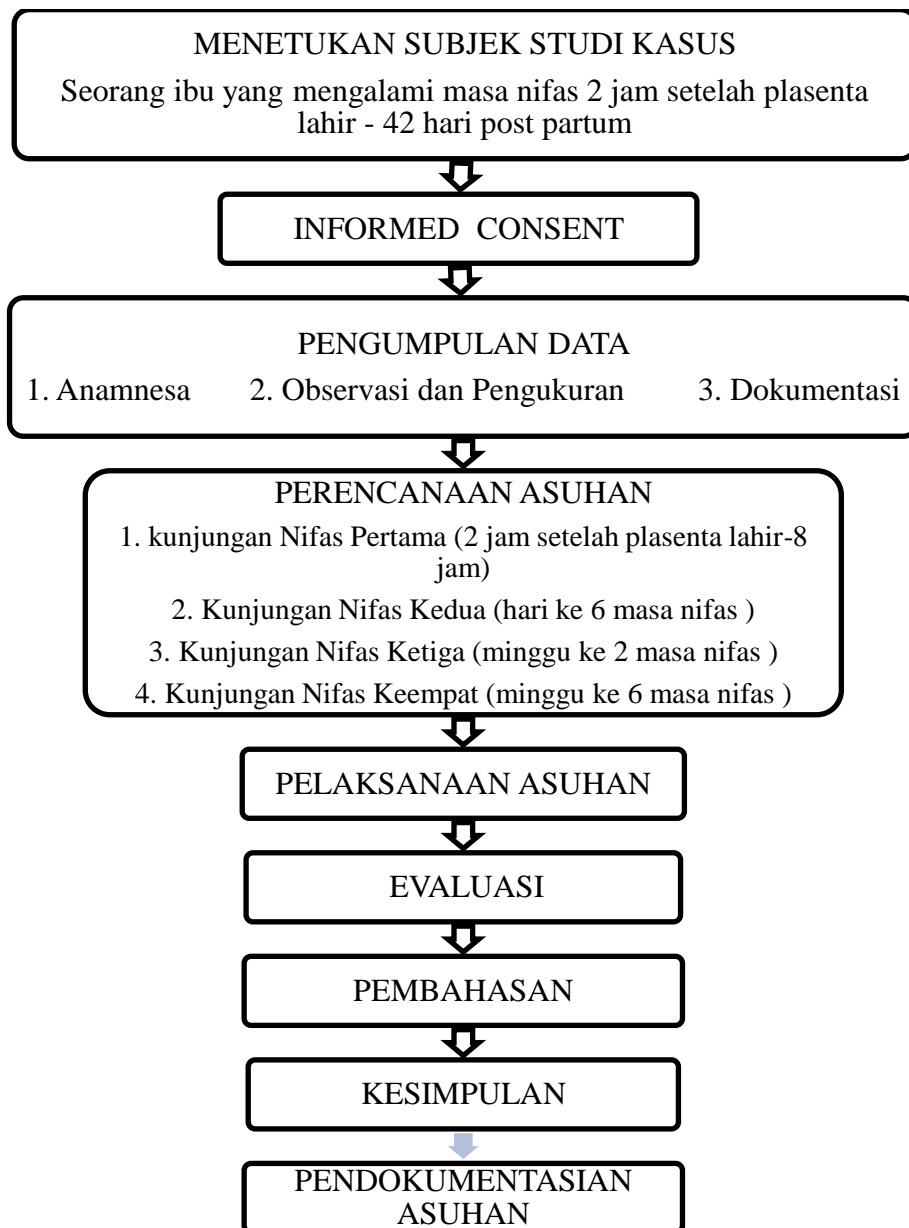 MENETUKAN SUBJEK STUDI KASUS
Seorang ibu yang mengalami masa nifas 2 jam setelah plasenta
lahir - 42 hari post partum
INFORMED CONSENT
PENGUMPULAN DATA
1. Anamnesa 2. Observasi dan Pengukuran 3. Dokumentasi
PERENCANAAN ASUHAN
1. kunjungan Nifas Pertama (2 jam setelah plasenta lahir-8
jam)
2. Kunjungan Nifas Kedua (hari ke 6 masa nifas )
3. Kunjungan Nifas Ketiga (minggu ke 2 masa nifas )
4. Kunjungan Nifas Keempat (minggu ke 6 masa nifas )
PELAKSANAAN ASUHAN
EVALUASI
PEMBAHASAN
KESIMPULAN
PENDOKUMENTASIAN
ASUHAN